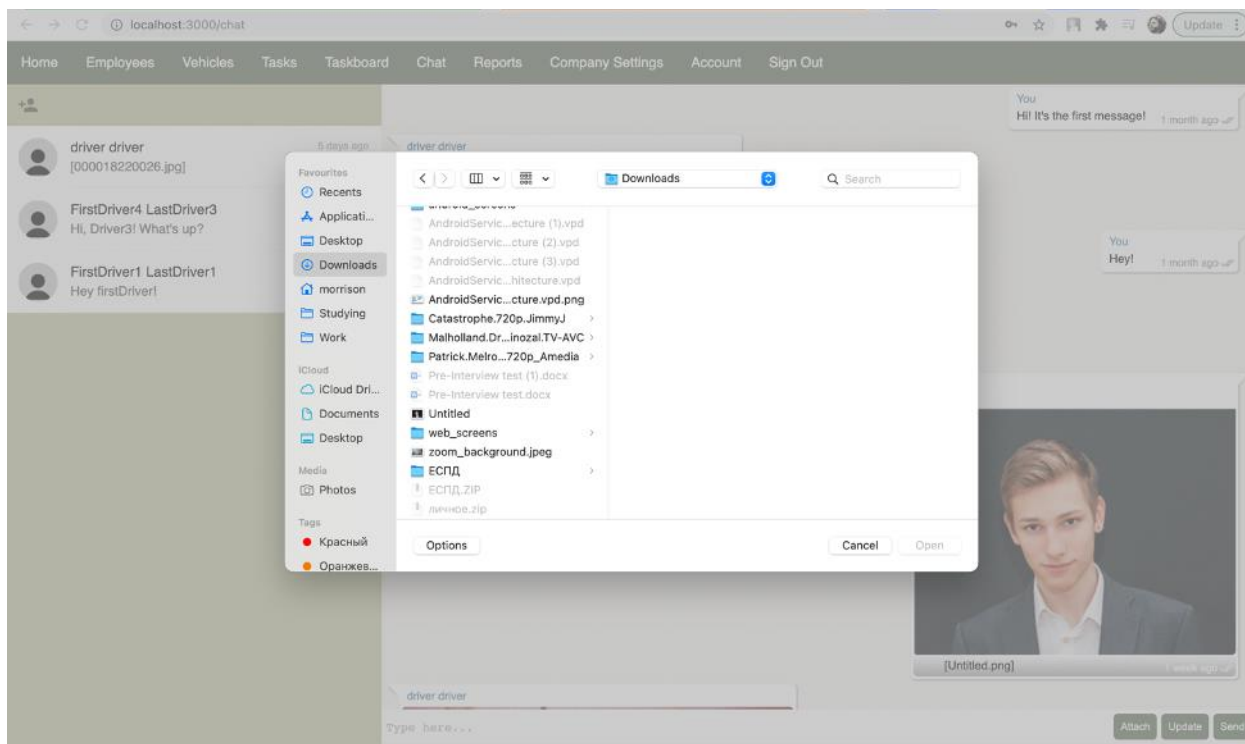 localhost:3000/chat
Update
Home Employees Vehicles Tasks Taskboard Chat Reports Company Settings Account Sign Out
You
Hi! It's the first message!
1 month ago
driver driver
5 days ago
[000018220026.jpg]
FirstDriver4 LastDriver3
Hi, Driver3! What's up?
FirstDriver1 LastDriver1
Hey firstDriver!
driver driver
Favourites
Recents
Applicati...
Desktop
Downloads
morrison
Studying
Work
iCloud
iCloud Dri...
Documents
Desktop
Media
Photos
Tags
Красный
Оранжев...
Downloads
Search
android_screens
AndroidServic...ecture (1).vpd
AndroidServic...cture (2).vpd
AndroidServic...cture (3).vpd
AndroidServic...hitecture.vpd
AndroidServic...cture.vpd.png
Catastrophe.720p.JimmyJ
Malholland.Dr...inozal.TV-AVC
Patrick.Melro...720p_Amedia
Pre-Interview test (1).docx
Pre-Interview test.docx
Untitled
web_screens
zoom_background.jpeg
ЕСПД
ЕСПД.ZIP
личное.zip
Options
Cancel
Open
You
Hey!
1 month ago
[Untitled.png]
1 week ago
driver driver
Type here...
Attach
Update
Send